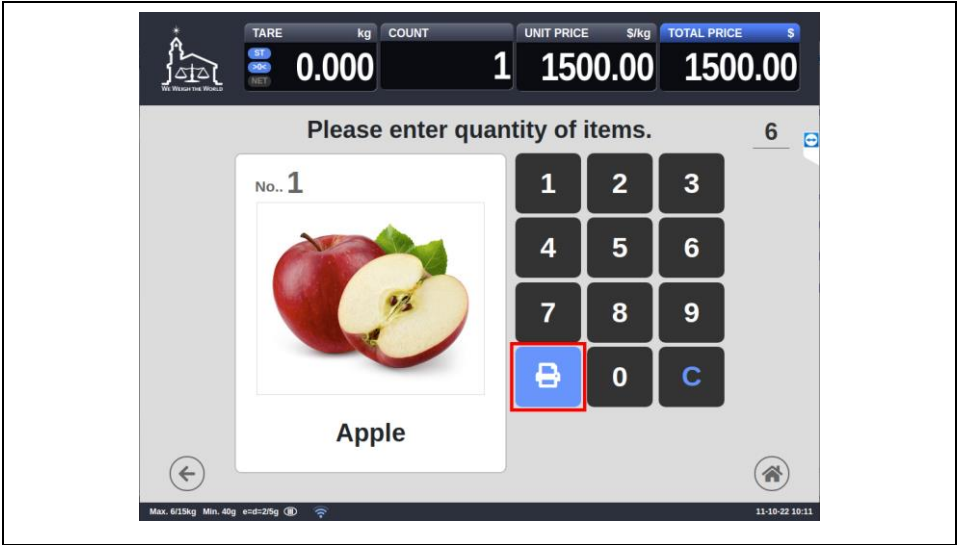 TARE kg COUNT UNIT PRICE $/kg TOTAL PRICE $
ST
>0<
NET
0.000 1 1500.00 1500.00
WE WEIGH THE WORLD
Please enter quantity of items. 6
No.. 1
1 2 3
4 5 6
7 8 9
0 C
Apple
Max. 6/15kg Min. 40g e=d=2/5g III 11-10-22 10:11